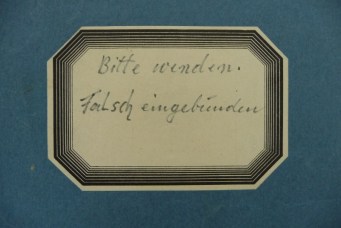 Bitte wenden.
Falsch eingebunden